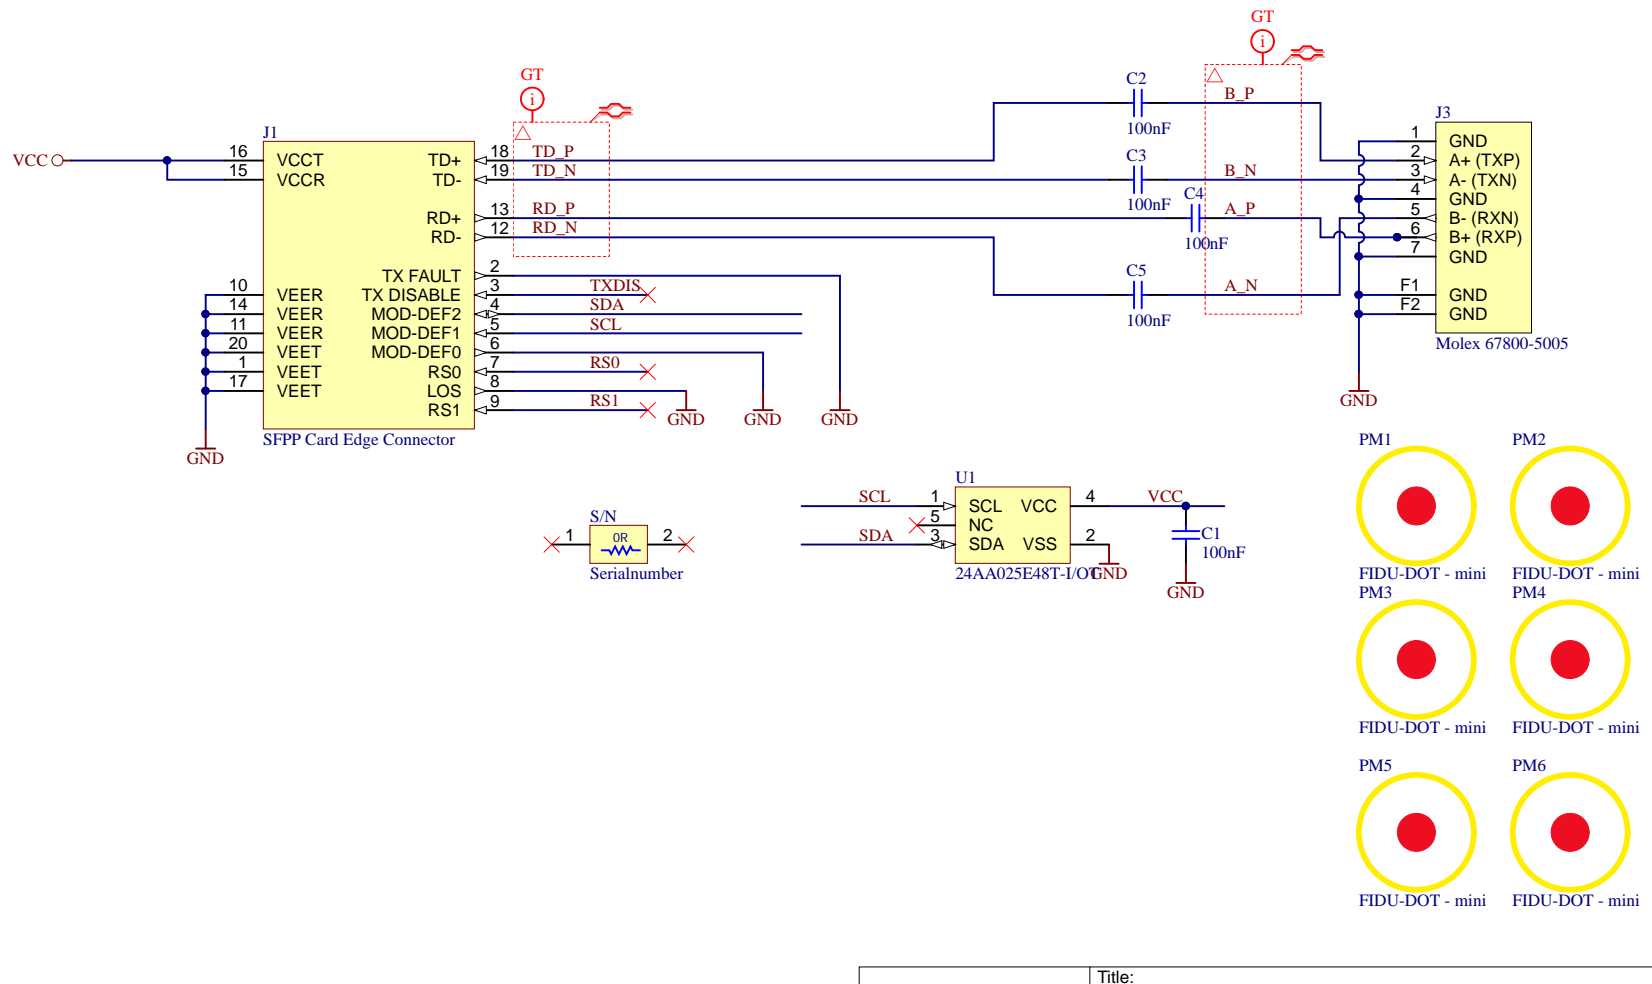 GT
GT
C2
B_P
J3
100nF
J1
1 GND
VCC
16 VCCT
TD+ 18 TD_P
C3
2 A+ (TXP)
15 VCCR
TD- 19 TD_N
B_N
3 A- (TXN)
100nF
C4
4 GND
RD+ 13 RD_P
A_P
5 B- (RXN)
RD- 12 RD_N
100nF
6 B+ (RXP)
7 GND
TX FAULT 2
C5
10 VEER
TX DISABLE 3 TXDIS
A_N
F1 GND
14 VEER
MOD-DEF2 4 SDA
100nF
F2 GND
11 VEER
MOD-DEF1 5 SCL
Molex 67800-5005
20 VEET
MOD-DEF0 6
1 VEET
RS0 7 RS0
17 VEET
LOS 8
RS1 9 RS1
GND
GND
GND
GND
SFPP Card Edge Connector
GND
PM1
PM2
U1
SCL 1 SCL VCC 4 VCC
S/N
5 NC
C1
1 0R 2
SDA 3 SDA VSS 2
100nF
Serialnumber
24AA025E48T-I/OT
GND
GND
FIDU-DOT - mini
FIDU-DOT - mini
PM3
PM4
FIDU-DOT - mini
FIDU-DOT - mini
PM5
PM6
FIDU-DOT - mini
FIDU-DOT - mini
Title: